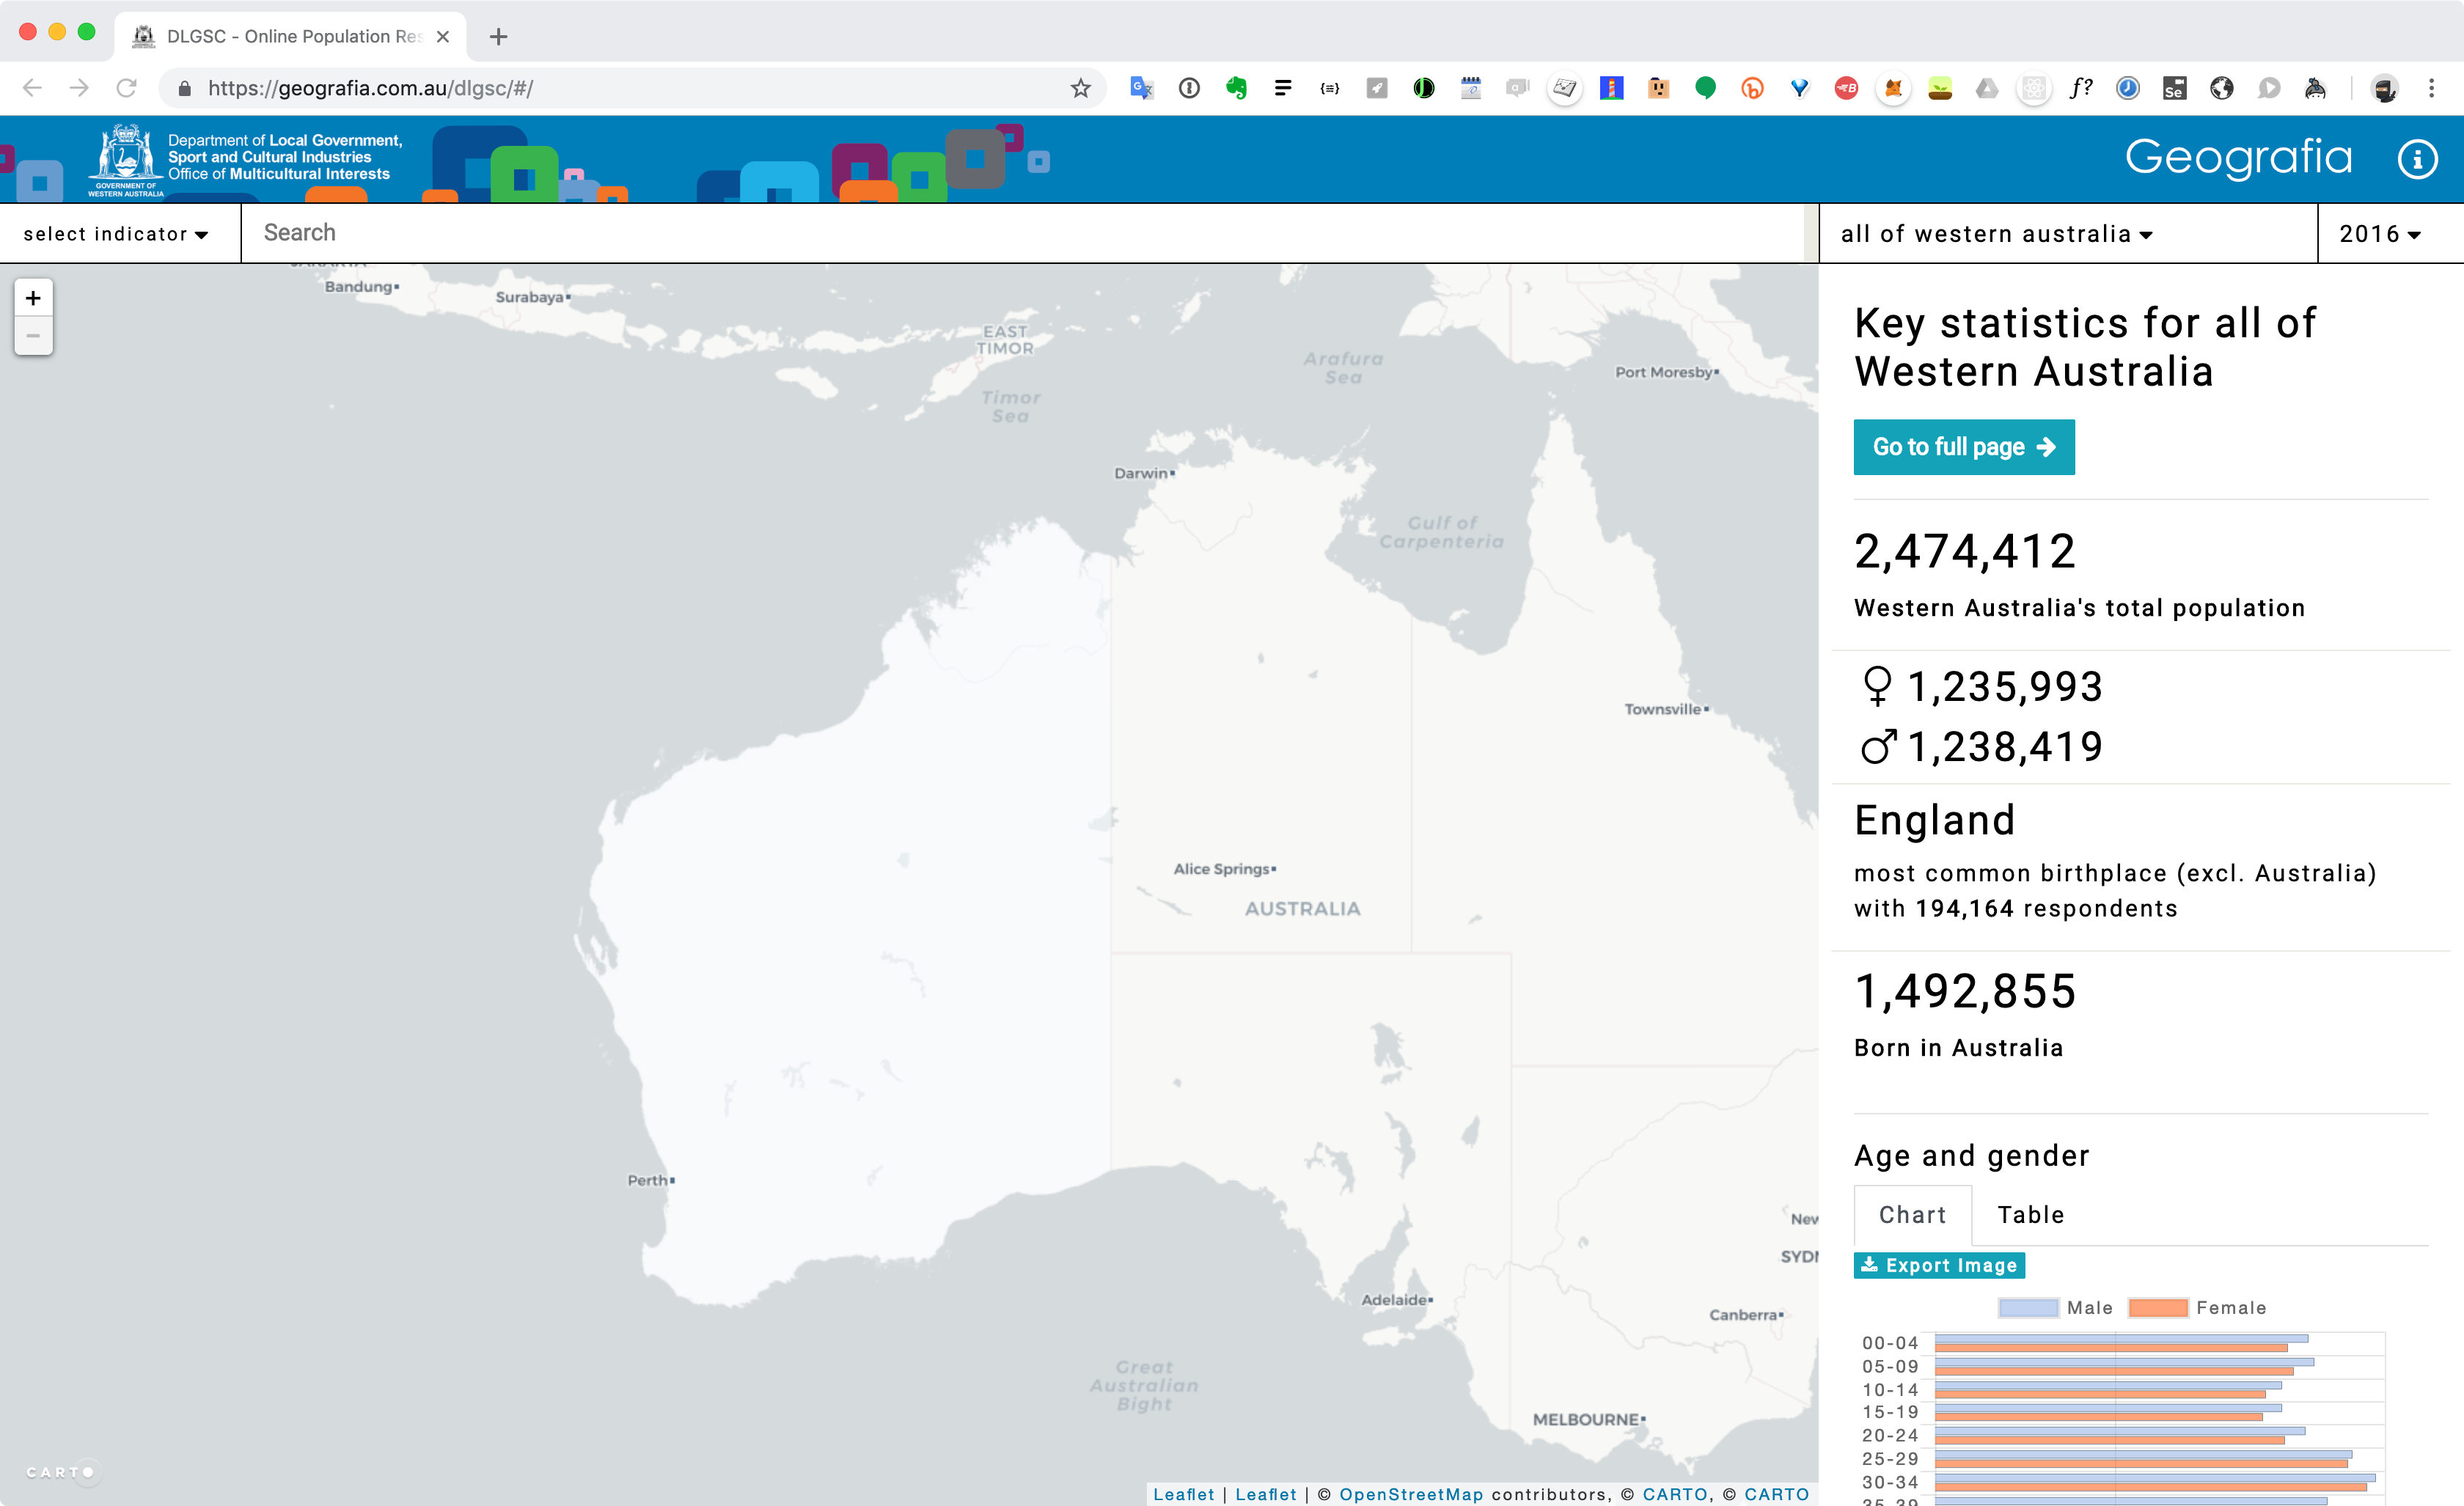 DLGSC - Online Population Res
https://geografia.com.au/dlgsc/#/
Department of Local Government,
Sport and Cultural Industries
Office of Multicultural Interests
GOVERNMENT OF
WESTERN AUSTRALIA
Geografia
select indicator
Search
all of western australia
2016
+
−
JAKARTA
Bandung
Surabaya
EAST
TIMOR
Timor
Sea
Arafura
Sea
Port Moresby
Darwin
Gulf of
Carpenteria
Townsville
Alice Springs
AUSTRALIA
Perth
Adelaide
New
SYDN
Canberra
MELBOURNE
Great
Australian
Bight
CARTO
Leaflet | Leaflet | © OpenStreetMap contributors, © CARTO, © CARTO
Key statistics for all of
Western Australia
Go to full page
2,474,412
Western Australia's total population
♀ 1,235,993
♂ 1,238,419
England
most common birthplace (excl. Australia)
with 194,164 respondents
1,492,855
Born in Australia
Age and gender
Chart Table
Export Image
Male Female
00-04
05-09
10-14
15-19
20-24
25-29
30-34
35-39